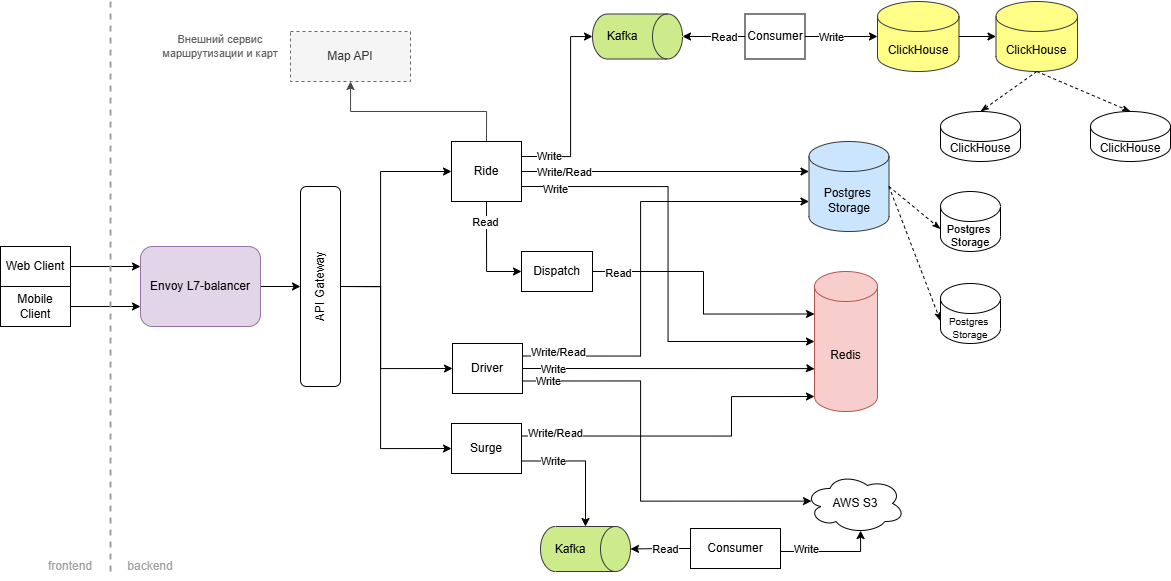 Внешний сервис
маршрутизации и карт
Map API
Kafka
Read
Consumer
Write
ClickHouse
ClickHouse
ClickHouse
ClickHouse
Ride
Write
Write/Read
Write
Read
Postgres
Storage
Postgres
Storage
Postgres
Storage
Web Client
Mobile
Client
Envoy L7-balancer
API Gateway
Dispatch
Read
Redis
Driver
Write/Read
Write
Write
Surge
Write/Read
Write
AWS S3
Kafka
Read
Consumer
Write
frontend
backend